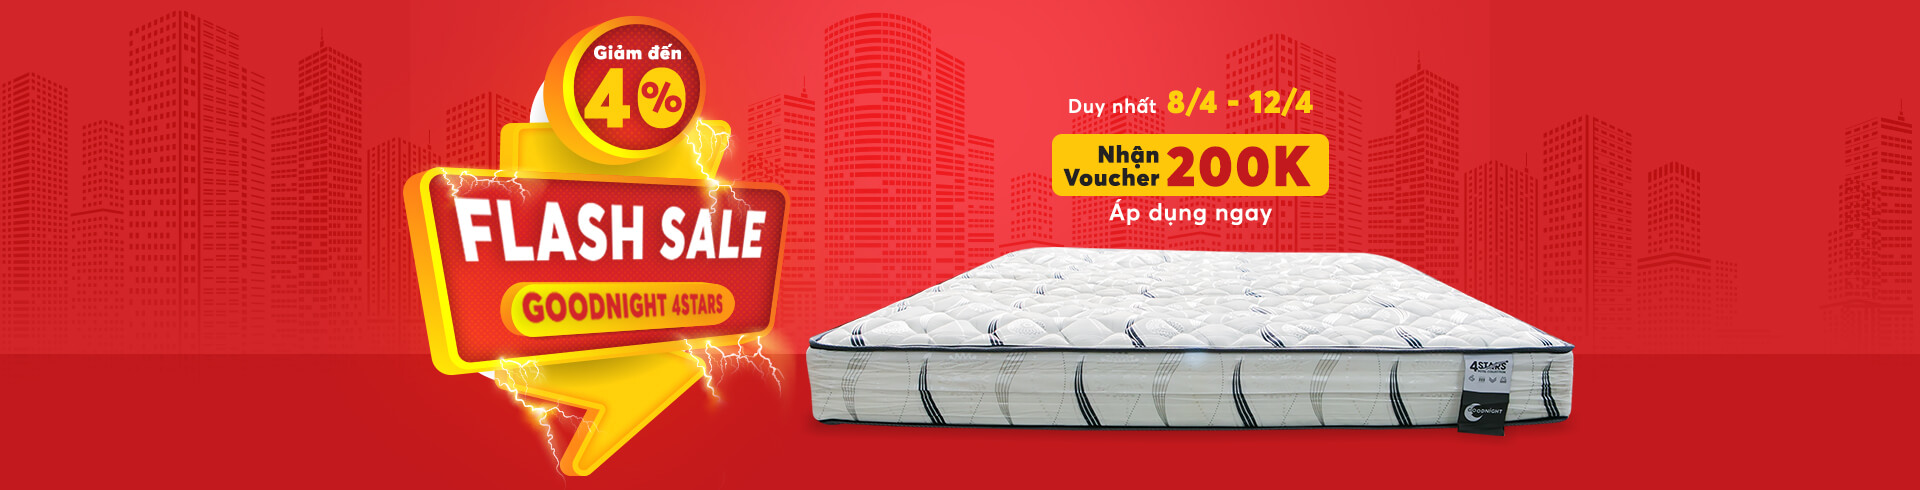 Giảm đến
40%
FLASH SALE
GOODNIGHT 4STARS
Duy nhất 8/4 - 12/4
Nhận
Voucher 200K
Áp dụng ngay
4STARS
GOODNIGHT